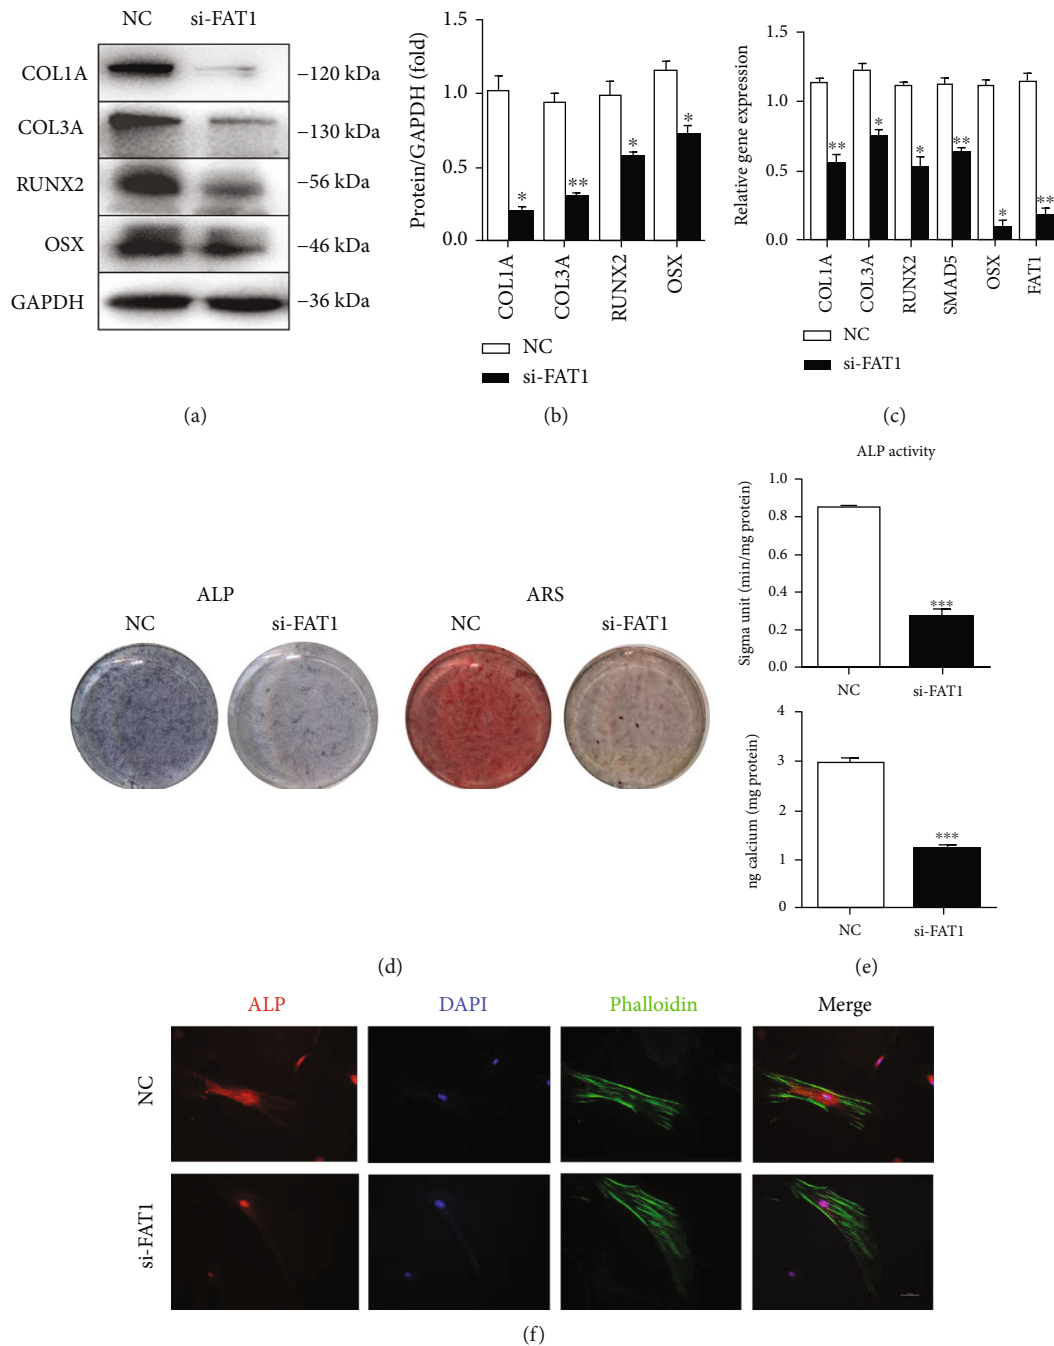 NC si-FAT1
COL1A −120 kDa
COL3A −130 kDa
RUNX2 −56 kDa
OSX −46 kDa
GAPDH −36 kDa
(a)
Protein/GAPDH (fold)
1.5
1.0
0.5
0.0
* ** * *
COL1A COL3A RUNX2 OSX
NC
si-FAT1
(b)
Relative gene expression
1.5
1.0
0.5
0.0
** * * ** * **
COL1A COL3A RUNX2 SMAD5 OSX FAT1
NC
si-FAT1
(c)
ALP ARS
NC si-FAT1 NC si-FAT1
(d)
ALP activity
Sigma unit (min/mg protein)
1.0
0.8
0.6
0.4
0.2
0.0
***
NC si-FAT1
ng calcium (mg protein)
4
3
2
1
0
***
NC si-FAT1
(e)
ALP DAPI Phalloidin Merge
NC
si-FAT1
(f)